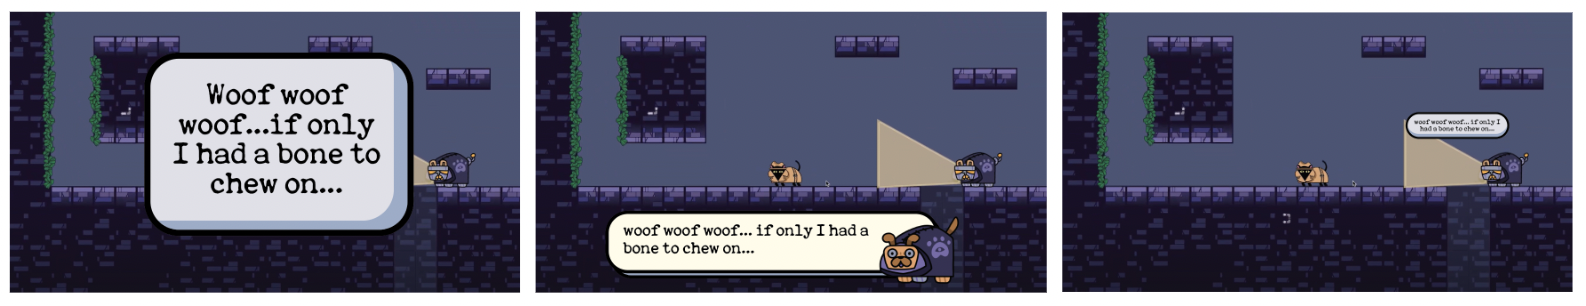 Woof woof
woof...if only
I had a bone to
chew on...
woof woof woof... if only I had a
bone to chew on...
woof woof woof... if only I
had a bone to chew on...